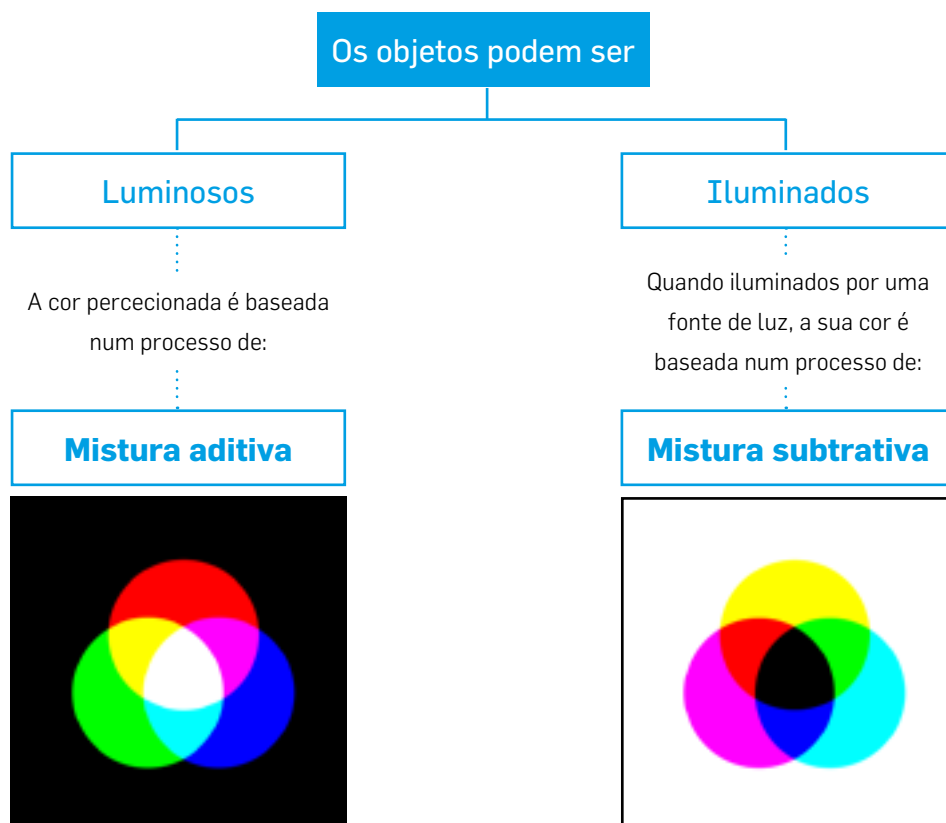 Os objetos podem ser
Luminosos
A cor percecionada é baseada
num processo de:
Mistura aditiva
Iluminados
Quando iluminados por uma
fonte de luz, a sua cor é
baseada num processo de:
Mistura subtrativa